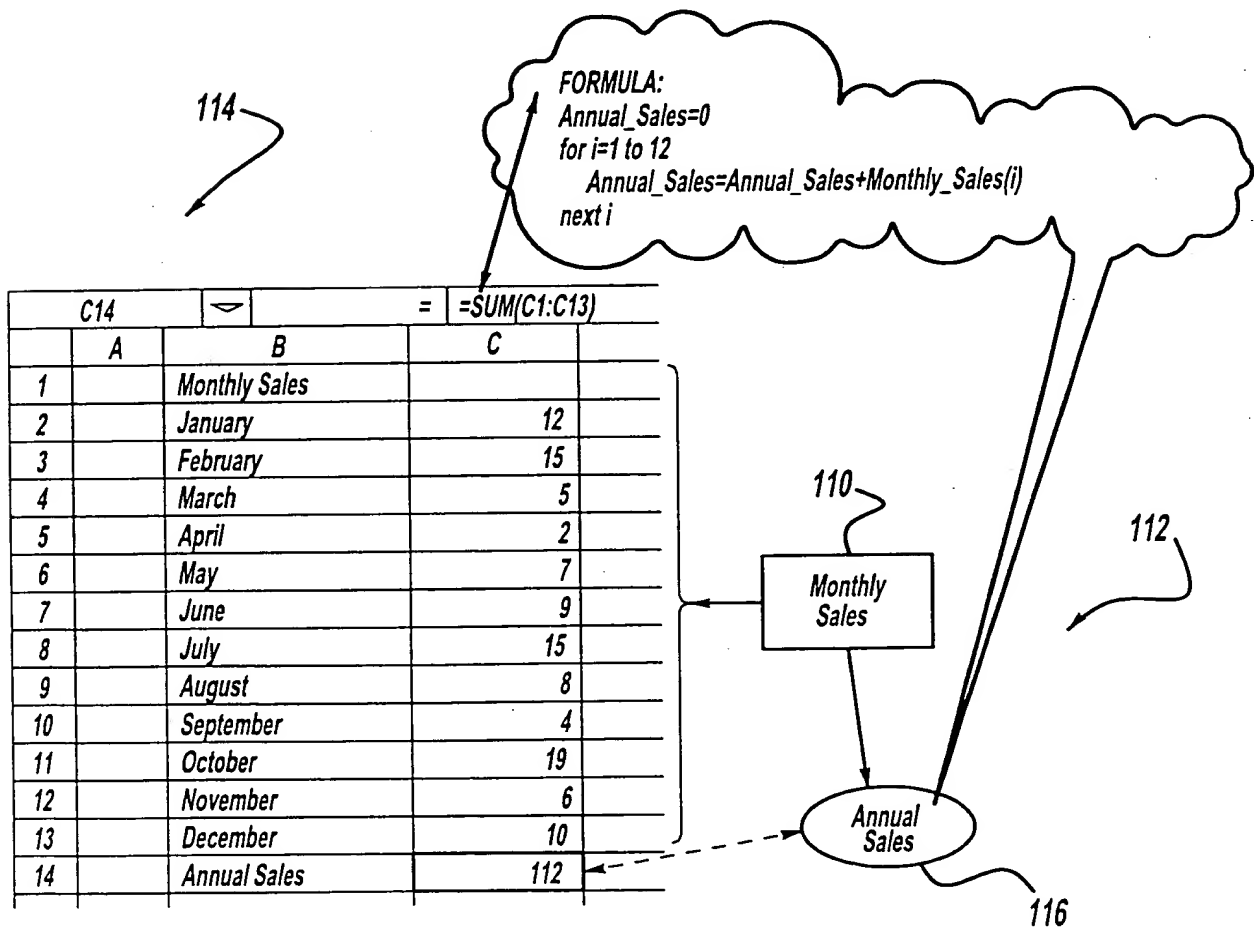 114
FORMULA:
Annual_Sales=0
for i=1 to 12
Annual_Sales=Annual_Sales+Monthly_Sales(i)
next i
C14 = =SUM(C1:C13)
A B C
1 Monthly Sales
2 January 12
3 February 15
4 March 5
5 April 2
6 May 7
7 June 9
8 July 15
9 August 8
10 September 4
11 October 19
12 November 6
13 December 10
14 Annual Sales 112
110
Monthly
Sales
112
Annual
Sales
116